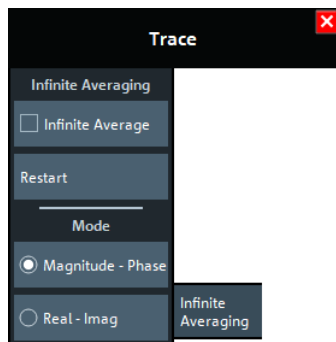 Trace
Infinite Averaging
Infinite Average
Restart
Mode
Magnitude - Phase
Real - Imag
Infinite
Averaging